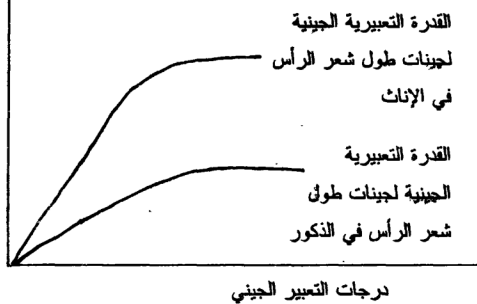 القدرة التعبيرية الجينية
لجينات طول شعر الرأس
في الإناث
القدرة التعبيرية
الجينية لجينات طول
شعر الرأس في الذكور
درجات التعبير الجيني